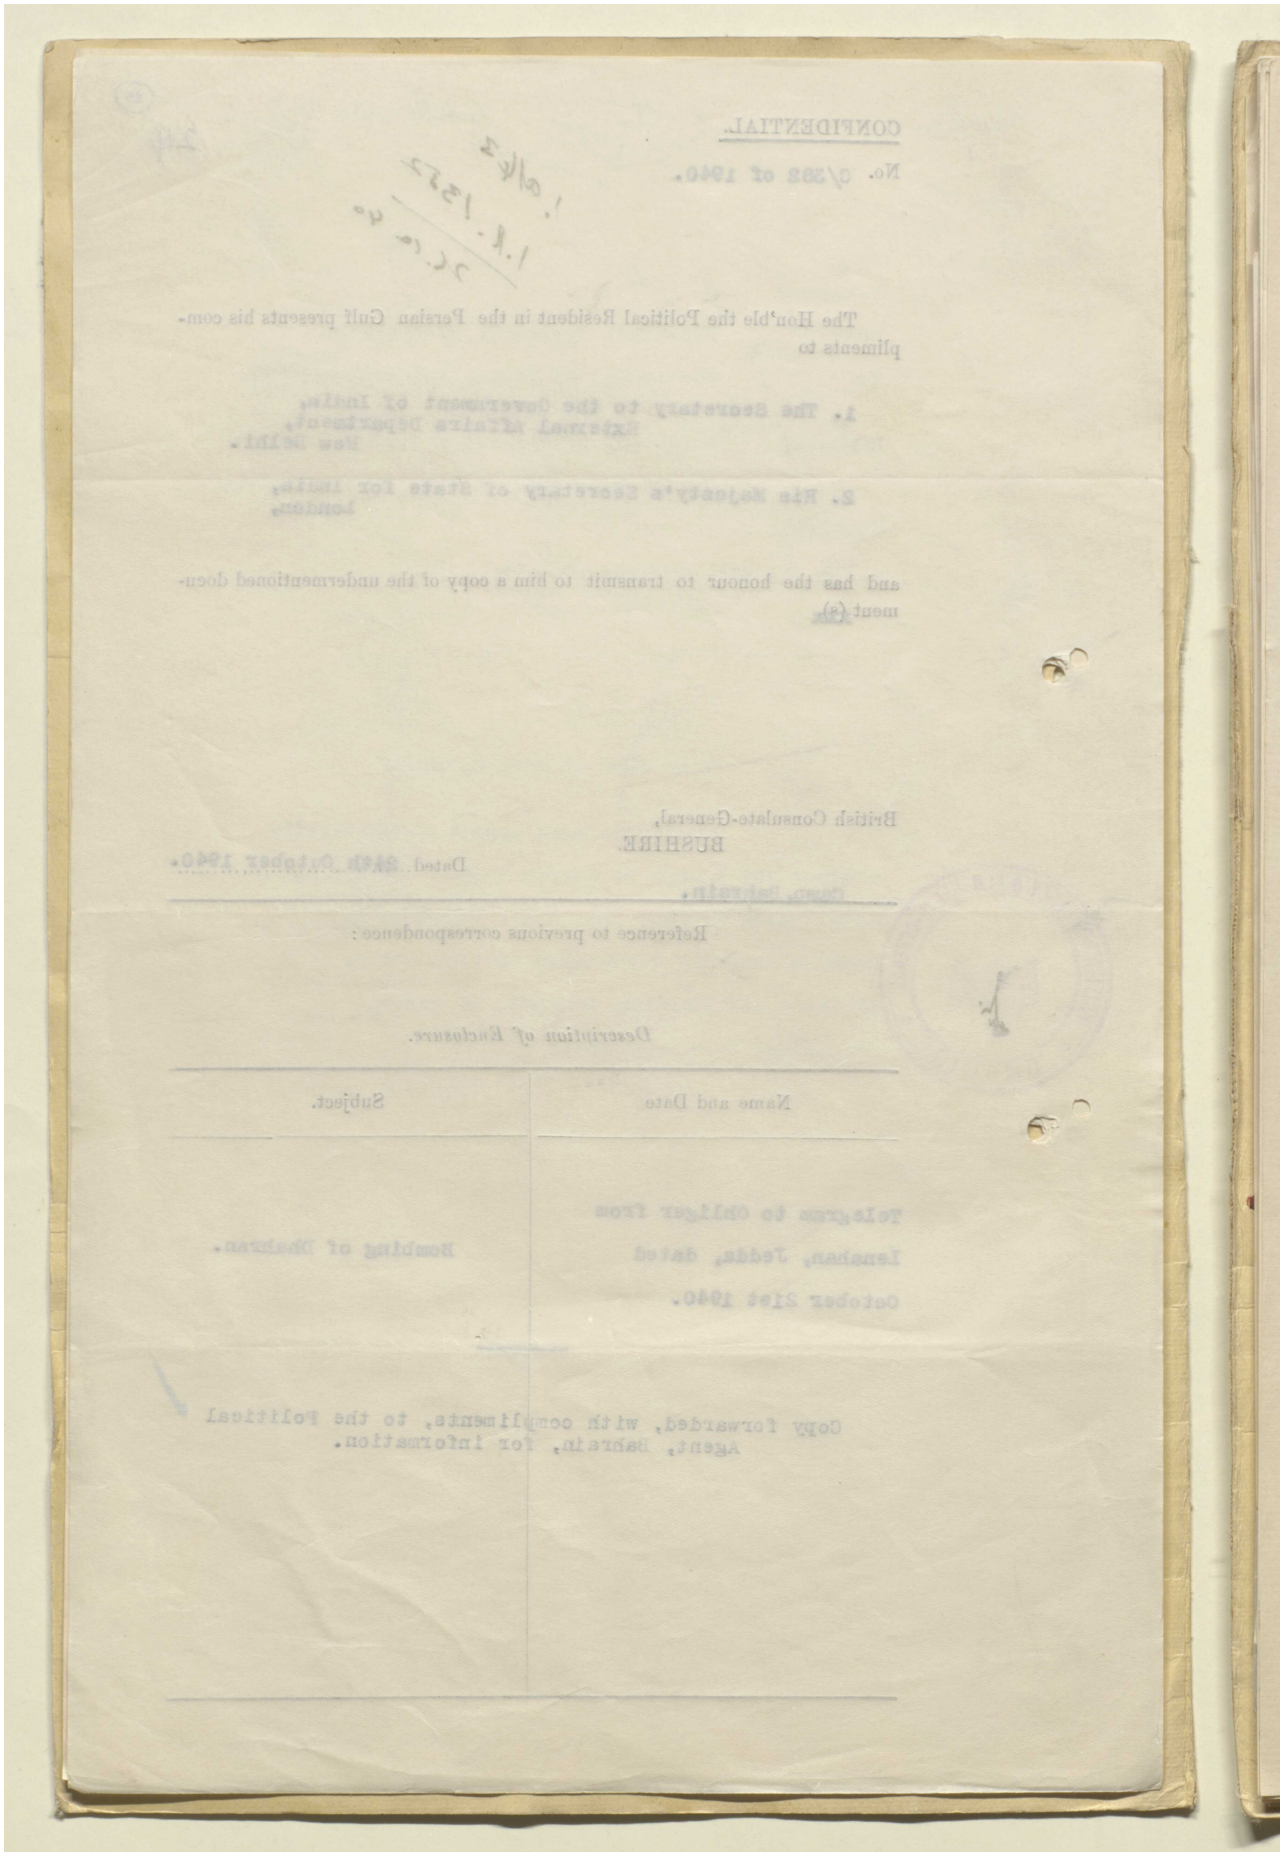 CONFIDENTIAL.
No. C/382 of 1940.
The Hon'ble the Political Resident in the Persian Gulf presents his com-
pliments to
1. The Secretary to the Government of India,
External Affairs Department,
New Delhi.
2. His Majesty's Secretary of State for India,
London,
and has the honour to transmit to him a copy of the undermentioned docu-
ment (s).
British Consulate-General,
BUSHIRE.
Dated 24th October 1940.
Camp, Bahrain.
Reference to previous correspondence:
Description of Enclosure.
Name and Date
Subject.
Telegram to Ohliger from
Lenahan, Jedda, dated
October 21st 1940.
Bombing of Dhahran.
Copy forwarded, with compliments, to the Political
Agent, Bahrain, for information.